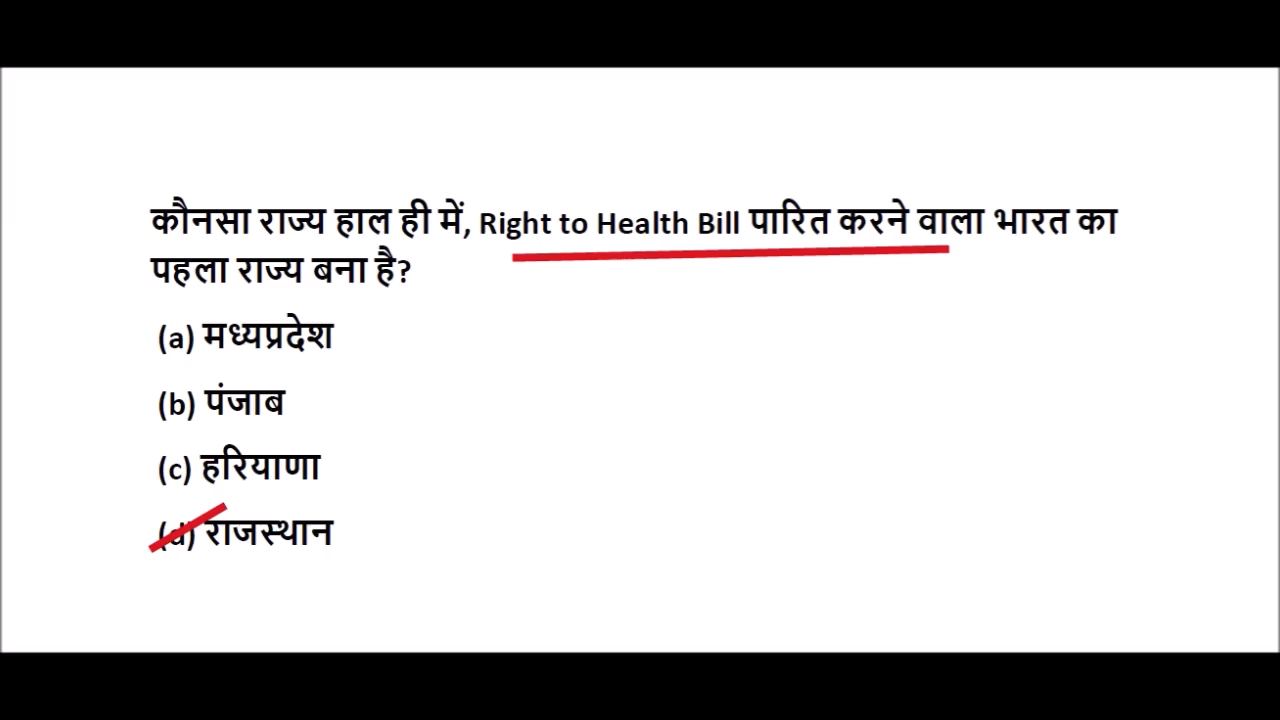 कौनसा राज्य हाल ही में, Right to Health Bill पारित करने वाला भारत का
पहला राज्य बना है?
(a) मध्यप्रदेश
(b) पंजाब
(c) हरियाणा
(d) राजस्थान